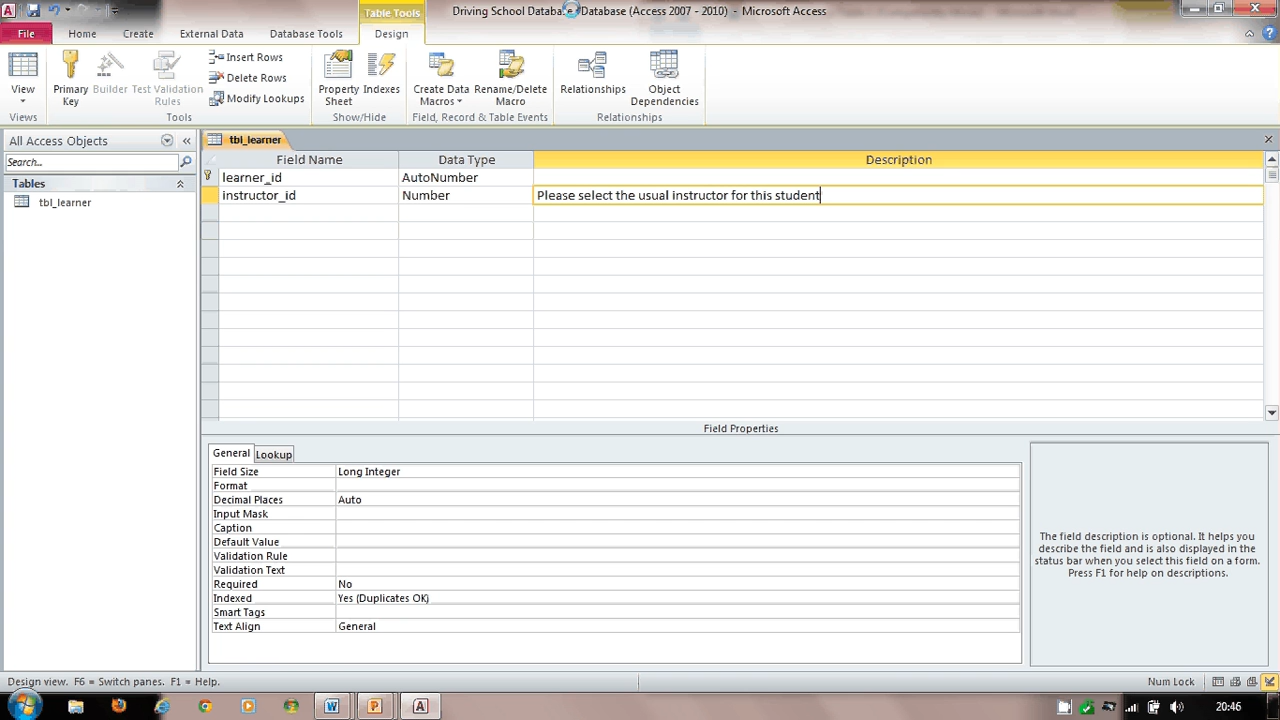 Driving School Database : Database (Access 2007 - 2010) - Microsoft Access
Table Tools
File Home Create External Data Database Tools Design
View
Primary Key
Builder
Test Validation Rules
Insert Rows
Delete Rows
Modify Lookups
Property Sheet
Indexes
Create Data Macros
Rename/Delete Macro
Relationships
Object Dependencies
Views Tools Show/Hide Field, Record & Table Events Relationships
All Access Objects
Search...
Tables
tbl_learner
tbl_learner
Field Name Data Type Description
learner_id AutoNumber
instructor_id Number Please select the usual instructor for this student
Field Properties
General Lookup
Field Size Long Integer
Format
Decimal Places Auto
Input Mask
Caption
Default Value
Validation Rule
Validation Text
Required No
Indexed Yes (Duplicates OK)
Smart Tags
Text Align General
The field description is optional. It helps you
describe the field and is also displayed in the
status bar when you select this field on a form.
Press F1 for help on descriptions.
Design view. F6 = Switch panes. F1 = Help.
Num Lock
20:46